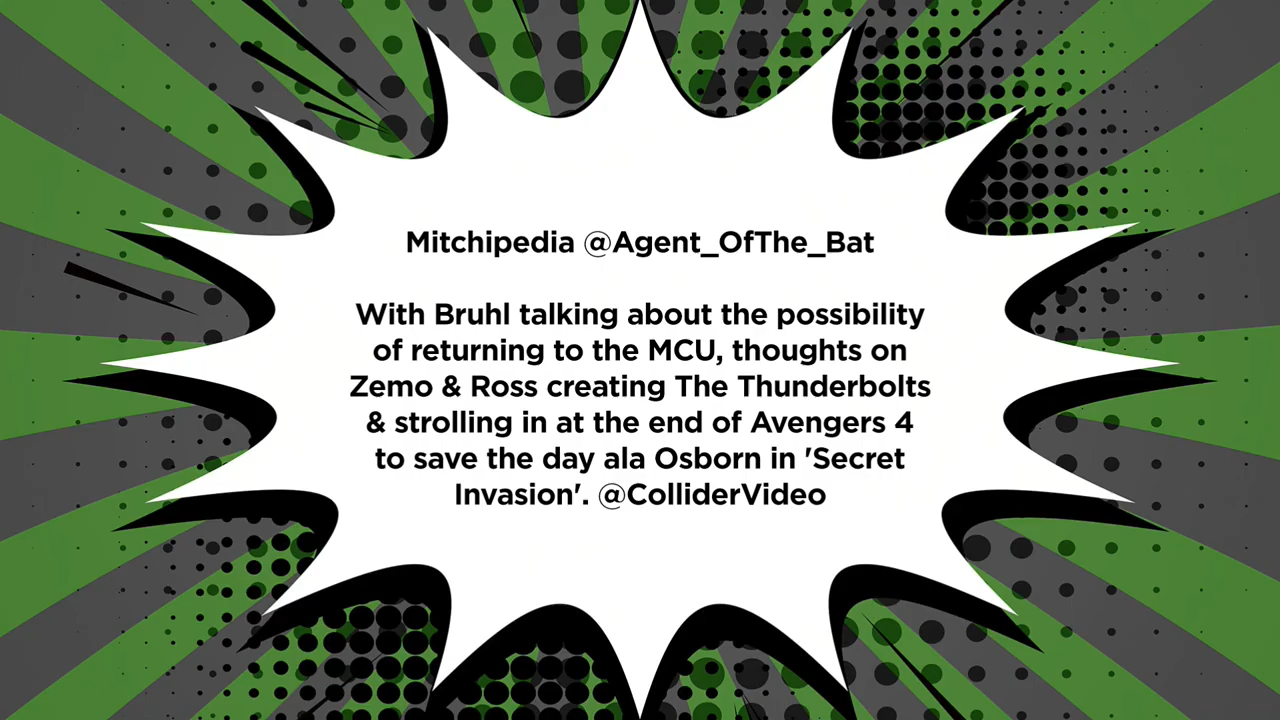 Mitchipedia @Agent_OfThe_Bat
With Bruhl talking about the possibility
of returning to the MCU, thoughts on
Zemo & Ross creating The Thunderbolts
& strolling in at the end of Avengers 4
to save the day ala Osborn in 'Secret
Invasion'. @ColliderVideo